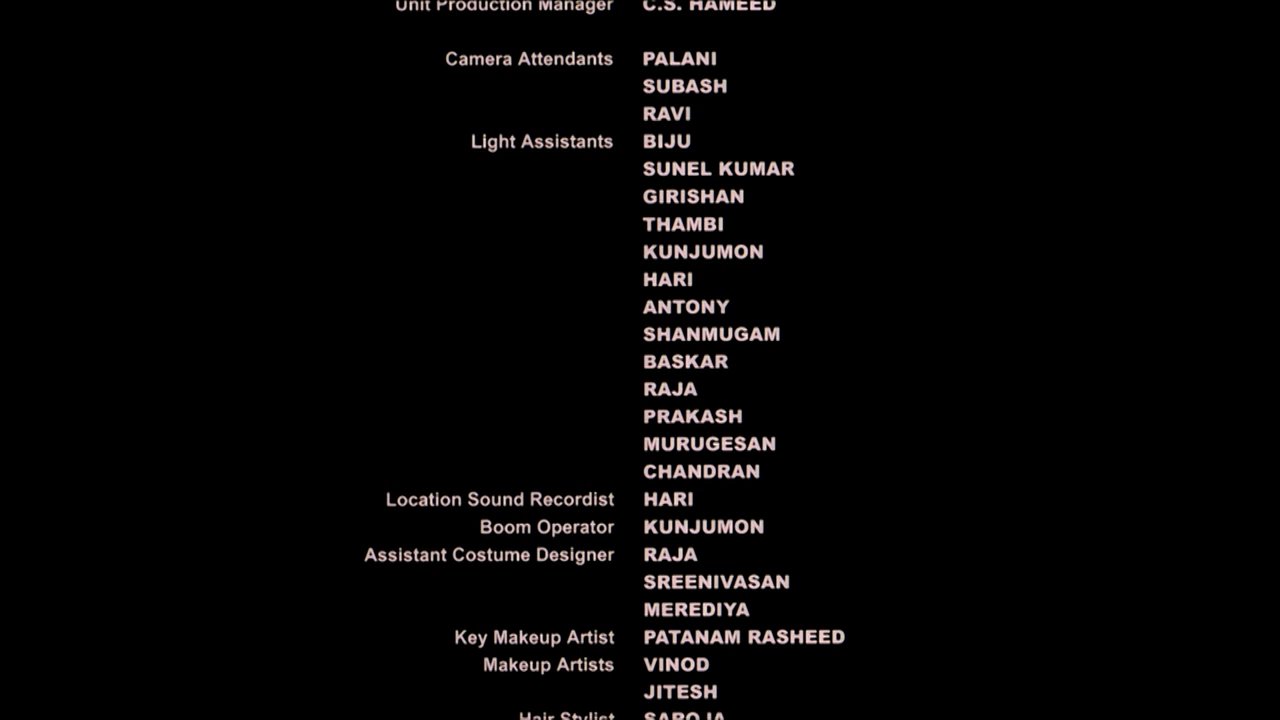 Unit Production Manager C.S. HAMEED
Camera Attendants PALANI
SUBASH
RAVI
Light Assistants BIJU
SUNEL KUMAR
GIRISHAN
THAMBI
KUNJUMON
HARI
ANTONY
SHANMUGAM
BASKAR
RAJA
PRAKASH
MURUGESAN
CHANDRAN
Location Sound Recordist HARI
Boom Operator KUNJUMON
Assistant Costume Designer RAJA
SREENIVASAN
MEREDIYA
Key Makeup Artist PATANAM RASHEED
Makeup Artists VINOD
JITESH
Hair Stylist SAROJA